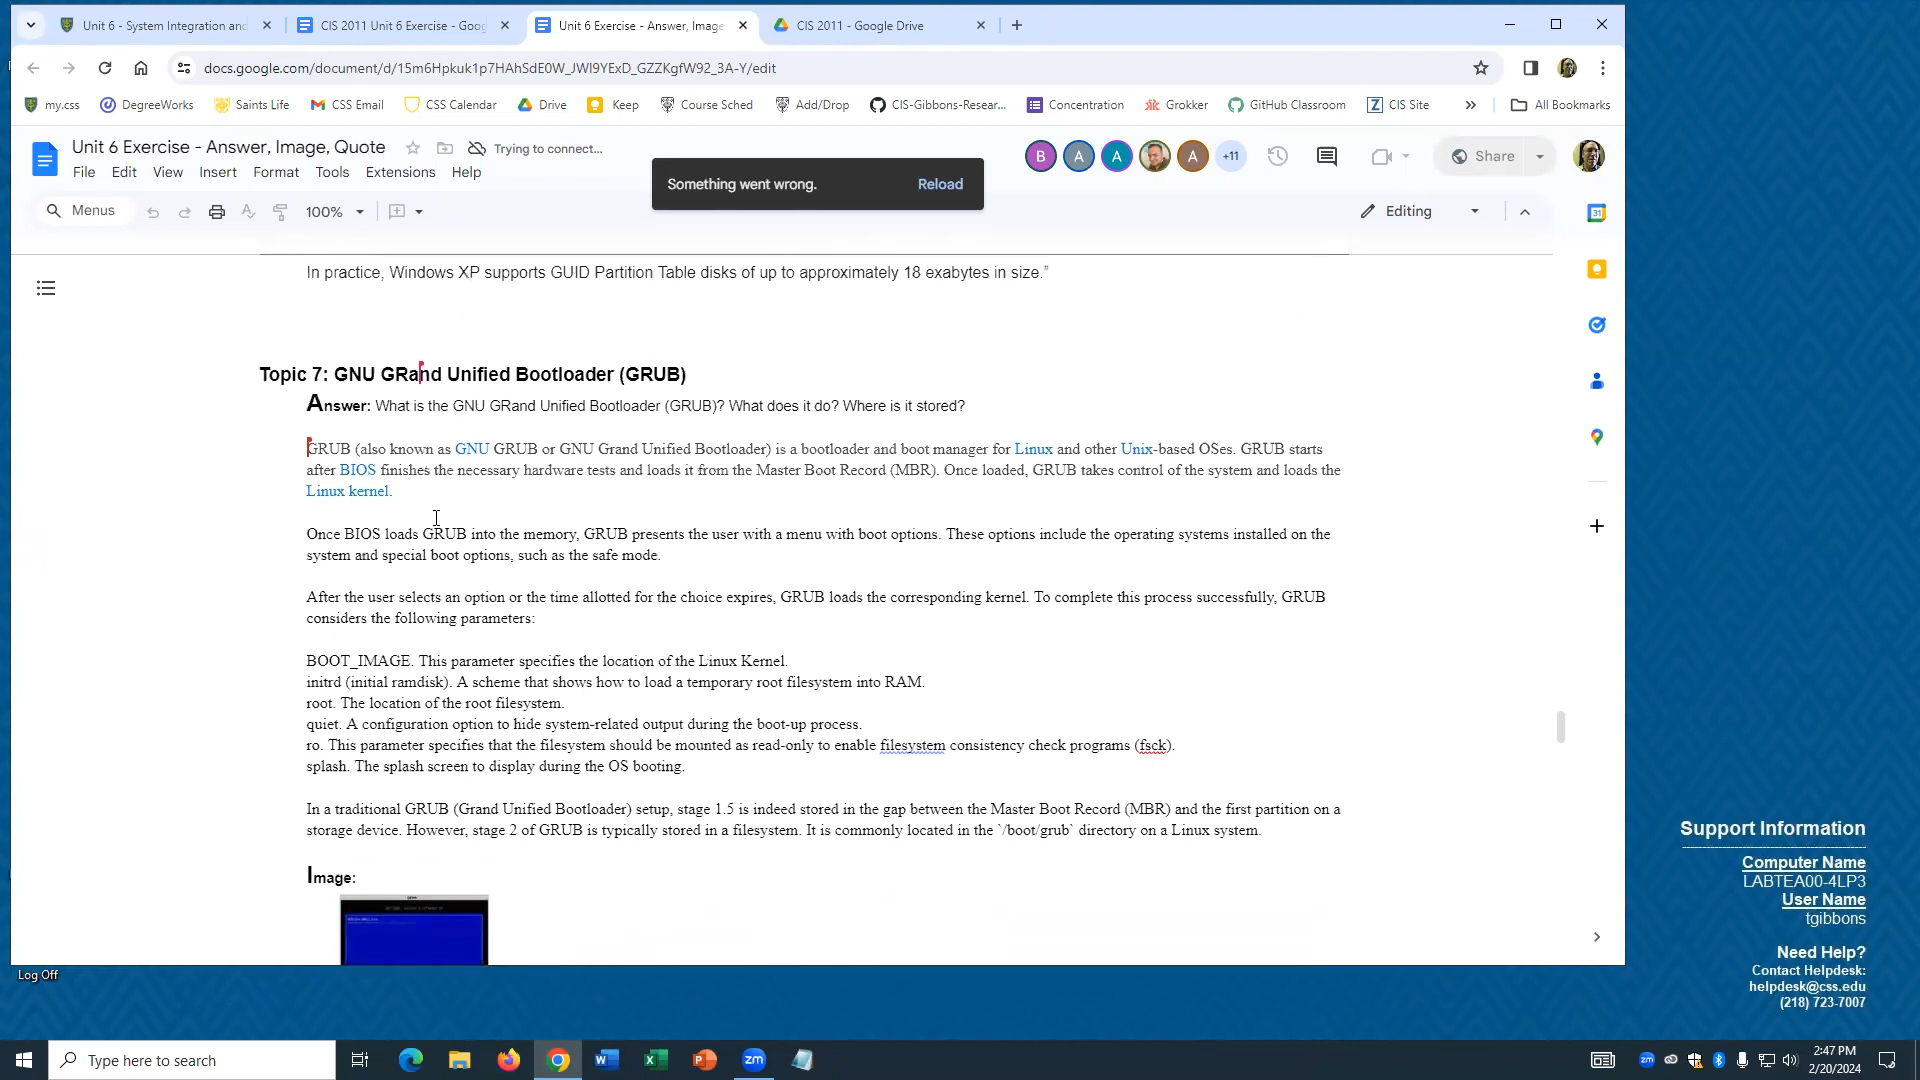 Unit 6 - System Integration and
CIS 2011 Unit 6 Exercise - Goog
Unit 6 Exercise - Answer, Image
CIS 2011 - Google Drive
docs.google.com/document/d/15m6Hpkuk1p7HAhSdE0W_JWl9YExD_GZZKgfW92_3A-Y/edit
my.css
DegreeWorks
Saints Life
CSS Email
CSS Calendar
Drive
Keep
Course Sched
Add/Drop
CIS-Gibbons-Resear...
Concentration
Grokker
GitHub Classroom
CIS Site
All Bookmarks
Unit 6 Exercise - Answer, Image, Quote
Trying to connect...
B
A
A
A
+11
Share
File Edit View Insert Format Tools Extensions Help
Something went wrong. Reload
Menus
100%
Editing
31
In practice, Windows XP supports GUID Partition Table disks of up to approximately 18 exabytes in size.”
Topic 7: GNU GRand Unified Bootloader (GRUB)
Answer: What is the GNU GRand Unified Bootloader (GRUB)? What does it do? Where is it stored?
GRUB (also known as GNU GRUB or GNU Grand Unified Bootloader) is a bootloader and boot manager for Linux and other Unix-based OSes. GRUB starts
after BIOS finishes the necessary hardware tests and loads it from the Master Boot Record (MBR). Once loaded, GRUB takes control of the system and loads the
Linux kernel.
Once BIOS loads GRUB into the memory, GRUB presents the user with a menu with boot options. These options include the operating systems installed on the
system and special boot options, such as the safe mode.
After the user selects an option or the time allotted for the choice expires, GRUB loads the corresponding kernel. To complete this process successfully, GRUB
considers the following parameters:
BOOT_IMAGE. This parameter specifies the location of the Linux Kernel.
initrd (initial ramdisk). A scheme that shows how to load a temporary root filesystem into RAM.
root. The location of the root filesystem.
quiet. A configuration option to hide system-related output during the boot-up process.
ro. This parameter specifies that the filesystem should be mounted as read-only to enable filesystem consistency check programs (fsck).
splash. The splash screen to display during the OS booting.
In a traditional GRUB (Grand Unified Bootloader) setup, stage 1.5 is indeed stored in the gap between the Master Boot Record (MBR) and the first partition on a
storage device. However, stage 2 of GRUB is typically stored in a filesystem. It is commonly located in the `/boot/grub` directory on a Linux system.
Image:
Log Off
Support Information
Computer Name
LABTEA00-4LP3
User Name
tgibbons
Need Help?
Contact Helpdesk:
helpdesk@css.edu
(218) 723-7007
Type here to search
zm
zm
2:47 PM
2/20/2024